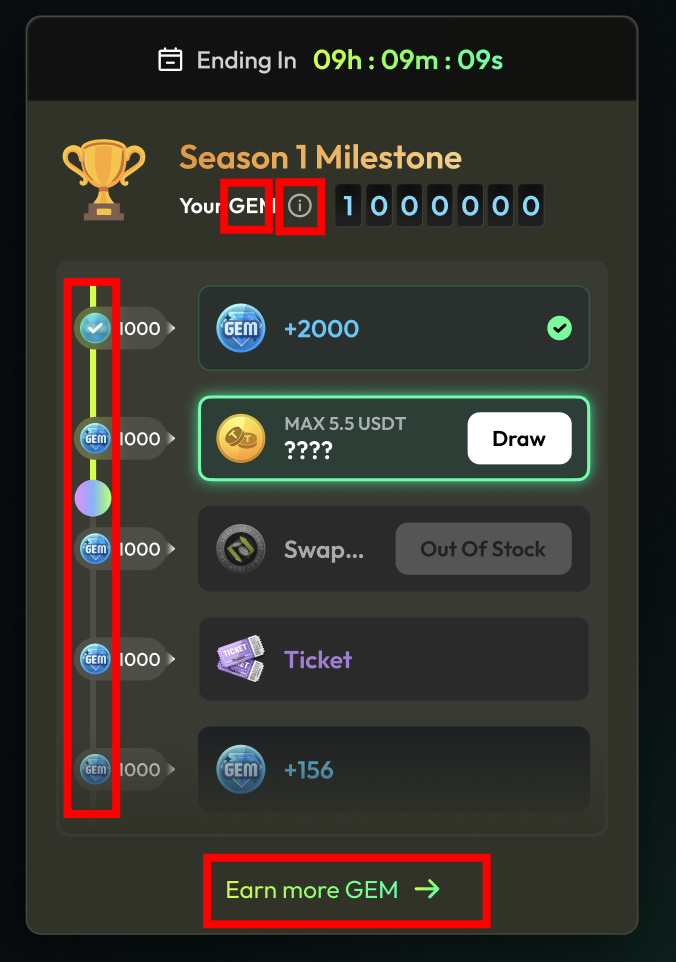 Ending In 09h : 09m : 09s
Season 1 Milestone
Your GEM 1 0 0 0 0 0 0
1000 GEM +2000
GEM 1000 MAX 5.5 USDT
???? Draw
GEM 1000 Swap... Out Of Stock
GEM 1000 TICKET Ticket
GEM 1000 GEM +156
Earn more GEM →